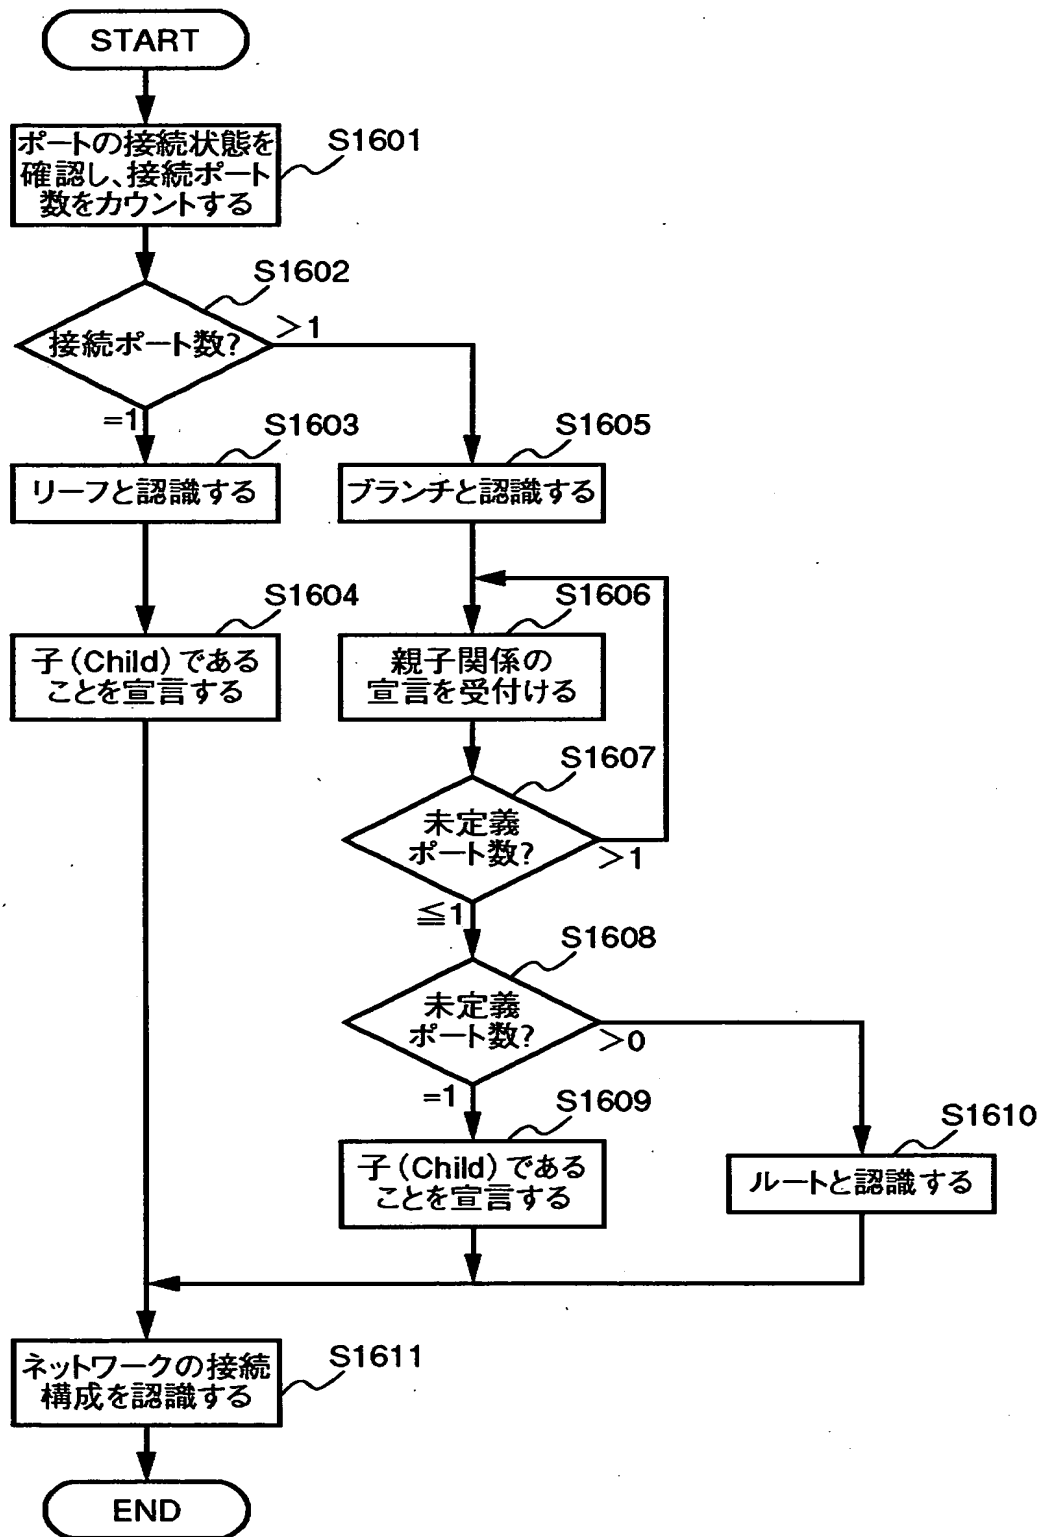 START
S1601
ポートの接続状態を
確認し、接続ポート
数をカウントする
S1602
接続ポート数?
>1
=1
S1603
リーフと認識する
S1605
ブランチと認識する
S1604
子(Child)である
ことを宣言する
S1606
親子関係の
宣言を受付ける
S1607
未定義
ポート数?
>1
≦1
S1608
未定義
ポート数?
>0
=1
S1609
子(Child)である
ことを宣言する
S1610
ルートと認識する
S1611
ネットワークの接続
構成を認識する
END